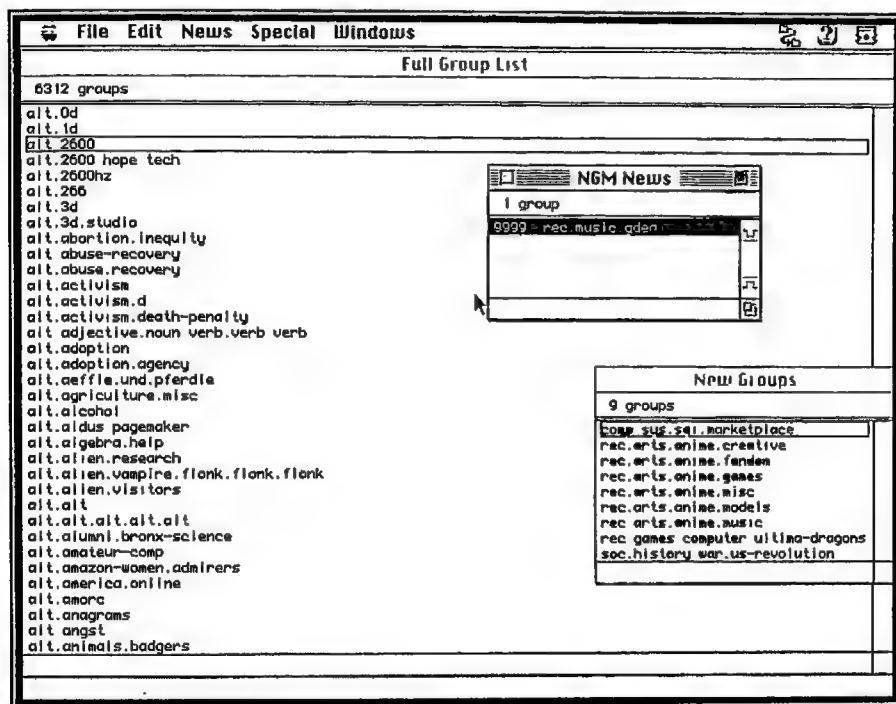 File Edit News Special Windows
Full Group List
6312 groups
alt.0d
alt.1d
alt 2600
alt.2600 hope tech
alt.2600hz
alt.266
alt.3d
alt.3d.studio
alt.abortion.inequity
alt abuse-recovery
alt.abuse.recovery
alt.activism
alt.activism.d
alt.activism.death-penalty
alt adjective.noun verb.verb verb
alt.adoption
alt.adoption.agency
alt.aeffle.und.pferdle
alt.agriculture.misc
alt.alcohol
alt.aldus pagemaker
alt.algebra.help
alt.alien.research
alt.alien.vampire.flonk.flonk.flonk
alt.alien.visitors
alt.alt
alt.alt.alt.alt.alt
alt.alumni.bronx-science
alt.amateur-comp
alt.amazon-women.admirers
alt.america.online
alt.amorc
alt.anagrams
alt angst
alt.animals.badgers
NGM News
1 group
9999 rec.music.gdea
New Groups
9 groups
comp sys.sgi.marketplace
rec.arts.anime.creative
rec.arts.anime.fandom
rec.arts.anime.games
rec.arts.anime.misc
rec.arts.anime.models
rec arts.anime.music
rec games computer ultima-dragons
soc.history war.us-revolution